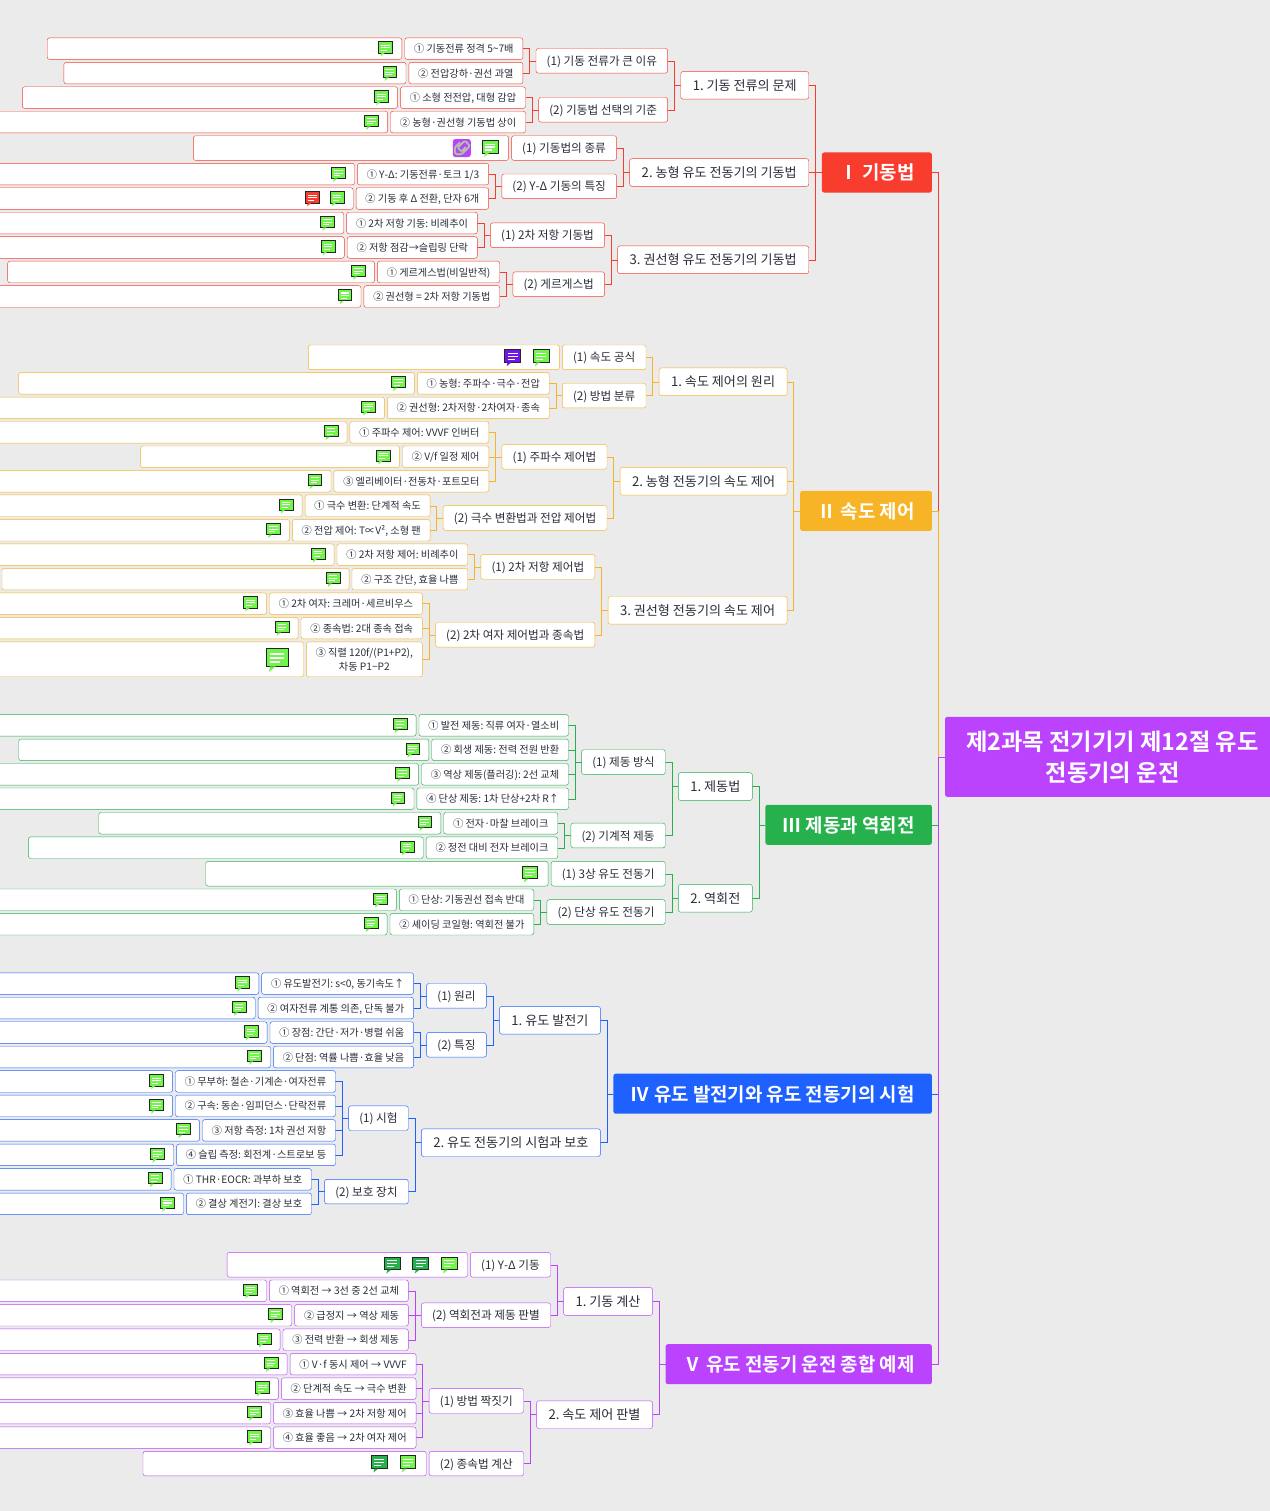 제2과목 전기기기 제12절 유도
전동기의 운전
Ⅰ 기동법
1. 기동 전류의 문제
(1) 기동 전류가 큰 이유
① 기동전류 정격 5~7배
② 전압강하·권선 과열
(2) 기동법 선택의 기준
① 소형 전전압, 대형 감압
② 농형·권선형 기동법 상이
2. 농형 유도 전동기의 기동법
(1) 기동법의 종류
(2) Y-Δ 기동의 특징
① Y-Δ: 기동전류·토크 1/3
② 기동 후 Δ 전환, 단자 6개
3. 권선형 유도 전동기의 기동법
(1) 2차 저항 기동법
① 2차 저항 기동: 비례추이
② 저항 점감→슬립링 단락
(2) 게르게스법
① 게르게스법(비일반적)
② 권선형 = 2차 저항 기동법
Ⅱ 속도 제어
1. 속도 제어의 원리
(1) 속도 공식
(2) 방법 분류
① 농형: 주파수·극수·전압
② 권선형: 2차저항·2차여자·종속
2. 농형 전동기의 속도 제어
(1) 주파수 제어법
① 주파수 제어: VVVF 인버터
② V/f 일정 제어
③ 엘리베이터·전동차·포트모터
(2) 극수 변환법과 전압 제어법
① 극수 변환: 단계적 속도
② 전압 제어: T∝V², 소형 팬
3. 권선형 전동기의 속도 제어
(1) 2차 저항 제어법
① 2차 저항 제어: 비례추이
② 구조 간단, 효율 나쁨
(2) 2차 여자 제어법과 종속법
① 2차 여자: 크레머·세르비우스
② 종속법: 2대 종속 접속
③ 직렬 120f/(P1+P2),
차동 P1−P2
Ⅲ 제동과 역회전
1. 제동법
(1) 제동 방식
① 발전 제동: 직류 여자·열소비
② 회생 제동: 전력 전원 반환
③ 역상 제동(플러깅): 2선 교체
④ 단상 제동: 1차 단상+2차 R↑
(2) 기계적 제동
① 전자·마찰 브레이크
② 정전 대비 전자 브레이크
2. 역회전
(1) 3상 유도 전동기
(2) 단상 유도 전동기
① 단상: 기동권선 접속 반대
② 셰이딩 코일형: 역회전 불가
Ⅳ 유도 발전기와 유도 전동기의 시험
1. 유도 발전기
(1) 원리
① 유도발전기: s<0, 동기속도↑
② 여자전류 계통 의존, 단독 불가
(2) 특징
① 장점: 간단·저가·병렬 쉬움
② 단점: 역률 나쁨·효율 낮음
2. 유도 전동기의 시험과 보호
(1) 시험
① 무부하: 철손·기계손·여자전류
② 구속: 동손·임피던스·단락전류
③ 저항 측정: 1차 권선 저항
④ 슬립 측정: 회전계·스트로보 등
(2) 보호 장치
① THR·EOCR: 과부하 보호
② 결상 계전기: 결상 보호
Ⅴ 유도 전동기 운전 종합 예제
1. 기동 계산
(1) Y-Δ 기동
(2) 역회전과 제동 판별
① 역회전 → 3선 중 2선 교체
② 급정지 → 역상 제동
③ 전력 반환 → 회생 제동
2. 속도 제어 판별
(1) 방법 짝짓기
① V·f 동시 제어 → VVVF
② 단계적 속도 → 극수 변환
③ 효율 나쁨 → 2차 저항 제어
④ 효율 좋음 → 2차 여자 제어
(2) 종속법 계산